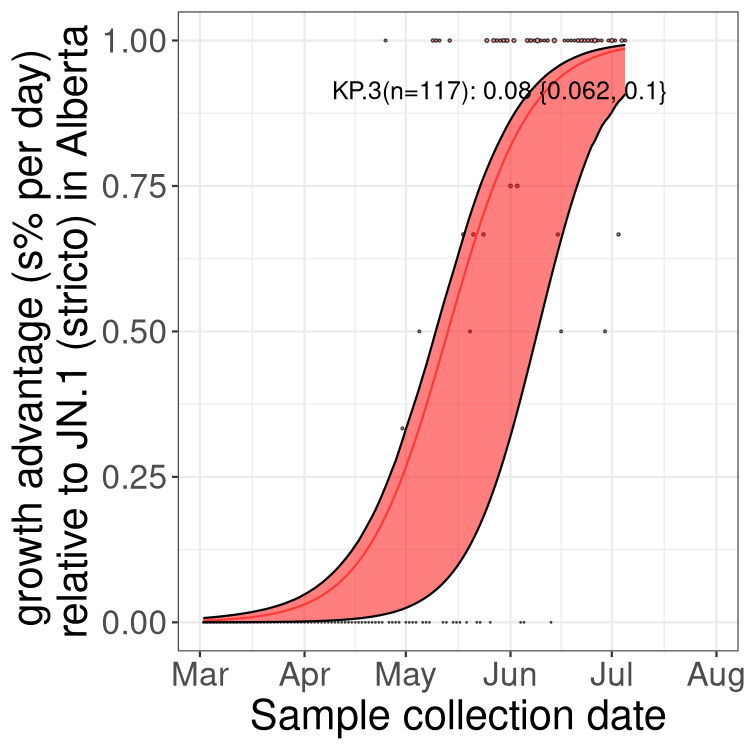 growth advantage (s% per day)
relative to JN.1 (stricto) in Alberta
1.00
0.75
0.50
0.25
0.00
KP.3(n=117): 0.08 {0.062, 0.1}
Mar Apr May Jun Jul Aug
Sample collection date